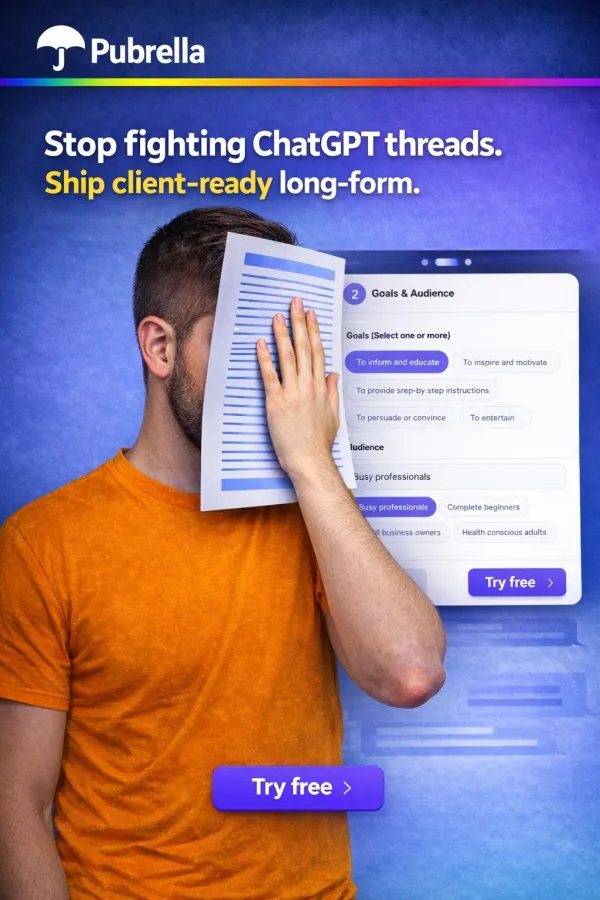 Pubrella
Stop fighting ChatGPT threads.
Ship client-ready long-form.
2 Goals & Audience
Goals (Select one or more)
To inform and educate To inspire and motivate
To provide srep-by step instructions
To persuade or convince To entertain
udience
Busy professionals
Busy professionals Complete beginners
ll business owners Health conscious adults
Try free >
Try free >